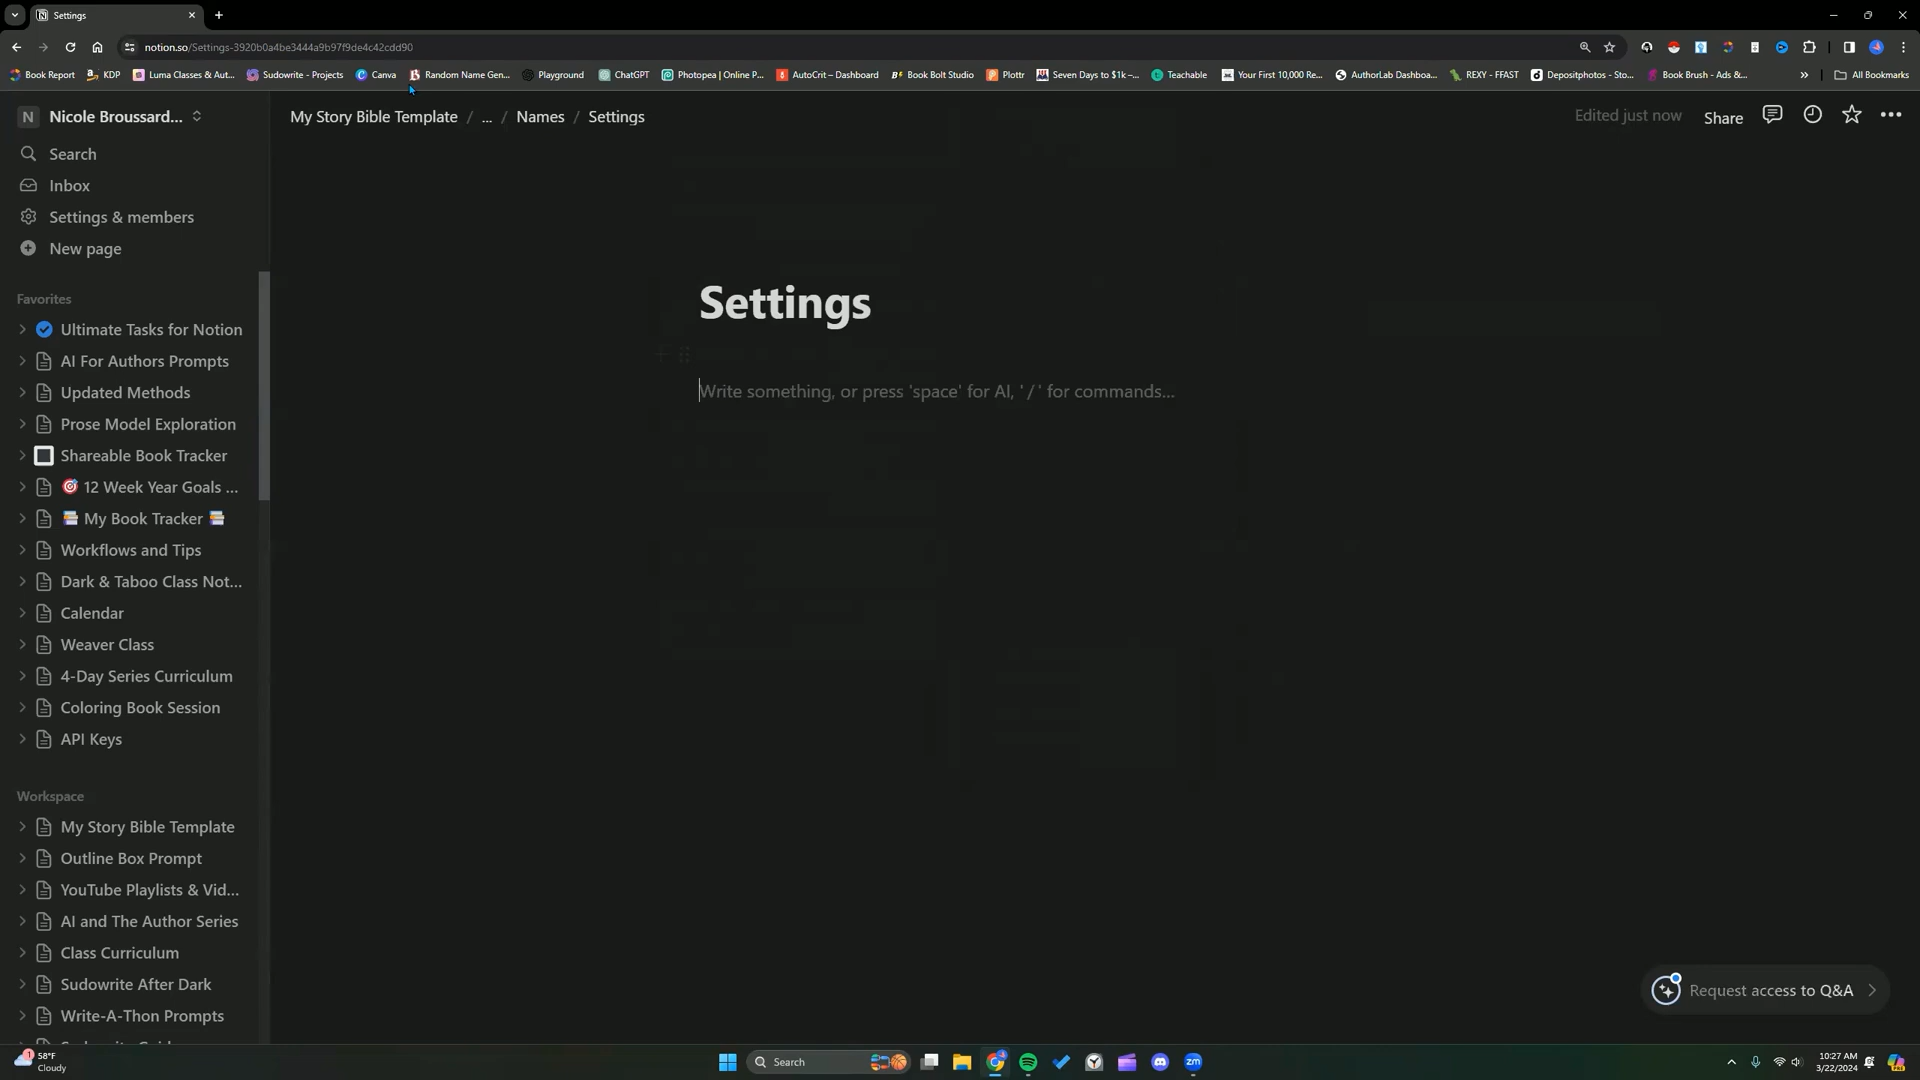 Settings
notion.so/Settings-3920b0a4be3444a9b97f9de4c42cdd90
Book Report KDP Luma Classes & Aut... Sudowrite - Projects Canva Random Name Gen... Playground ChatGPT Photopea | Online P... AutoCrit – Dashboard Book Bolt Studio Plottr Seven Days to $1k –... Teachable Your First 10,000 Re... AuthorLab Dashboa... REXY - FFAST Depositphotos - Sto... Book Brush - Ads &... » All Bookmarks
N Nicole Broussard...
My Story Bible Template / ... / Names / Settings
Edited just now Share
Search
Inbox
Settings & members
New page
Favorites
Ultimate Tasks for Notion
AI For Authors Prompts
Updated Methods
Prose Model Exploration
Shareable Book Tracker
🎯 12 Week Year Goals ...
📚 My Book Tracker 📚
Workflows and Tips
Dark & Taboo Class Not...
Calendar
Weaver Class
4-Day Series Curriculum
Coloring Book Session
API Keys
Workspace
My Story Bible Template
Outline Box Prompt
YouTube Playlists & Vid...
AI and The Author Series
Class Curriculum
Sudowrite After Dark
Write-A-Thon Prompts
Settings
Write something, or press 'space' for AI, '/' for commands...
Request access to Q&A
1
58°F
Cloudy
Search
zm
10:27 AM
3/22/2024